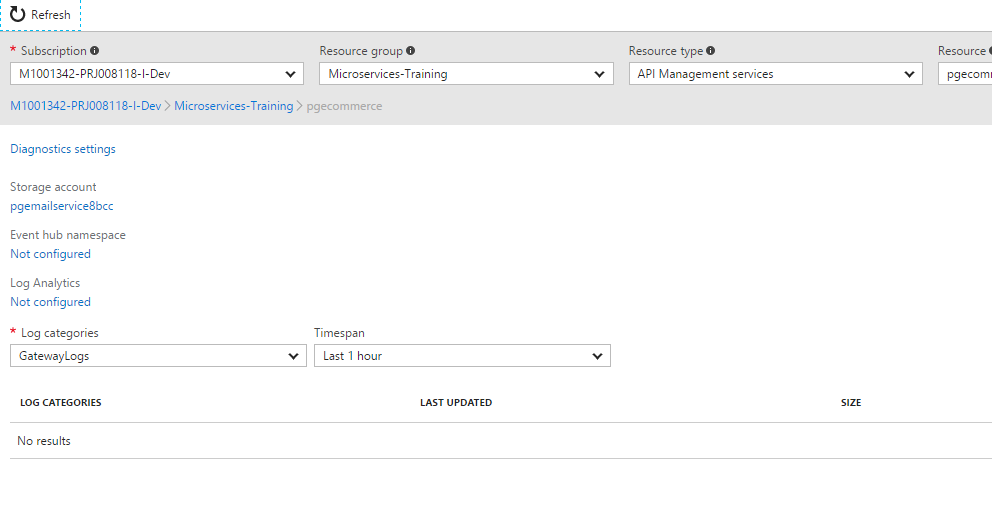 Refresh
* Subscription Resource group Resource type Resource
M1001342-PRJ008118-I-Dev Microservices-Training API Management services pgecomm
M1001342-PRJ008118-I-Dev > Microservices-Training > pgecommerce
Diagnostics settings
Storage account
pgemailservice8bcc
Event hub namespace
Not configured
Log Analytics
Not configured
* Log categories Timespan
GatewayLogs Last 1 hour
LOG CATEGORIES LAST UPDATED SIZE
No results